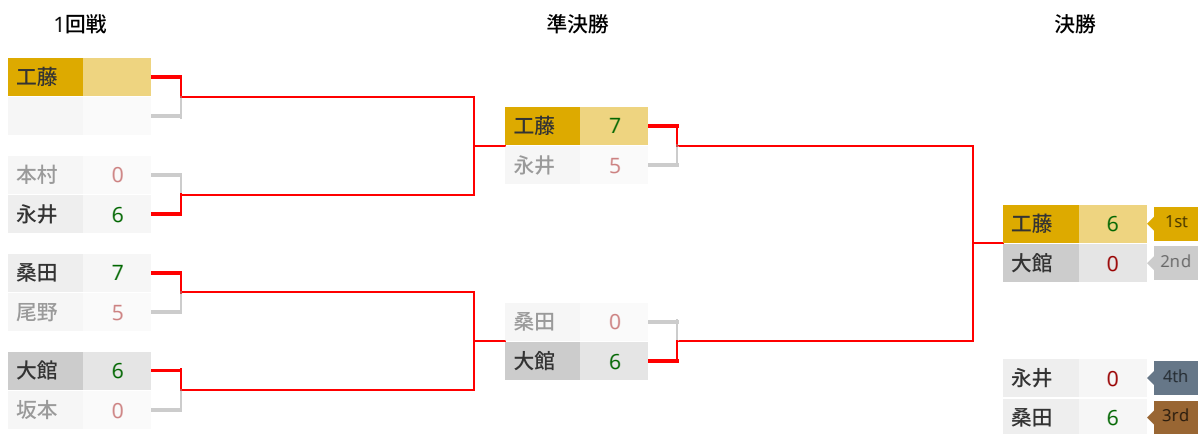 1回戦
準決勝
決勝
工藤
本村 0
永井 6
桑田 7
尾野 5
大館 6
坂本 0
工藤 7
永井 5
桑田 0
大館 6
工藤 6 1st
大館 0 2nd
永井 0 4th
桑田 6 3rd